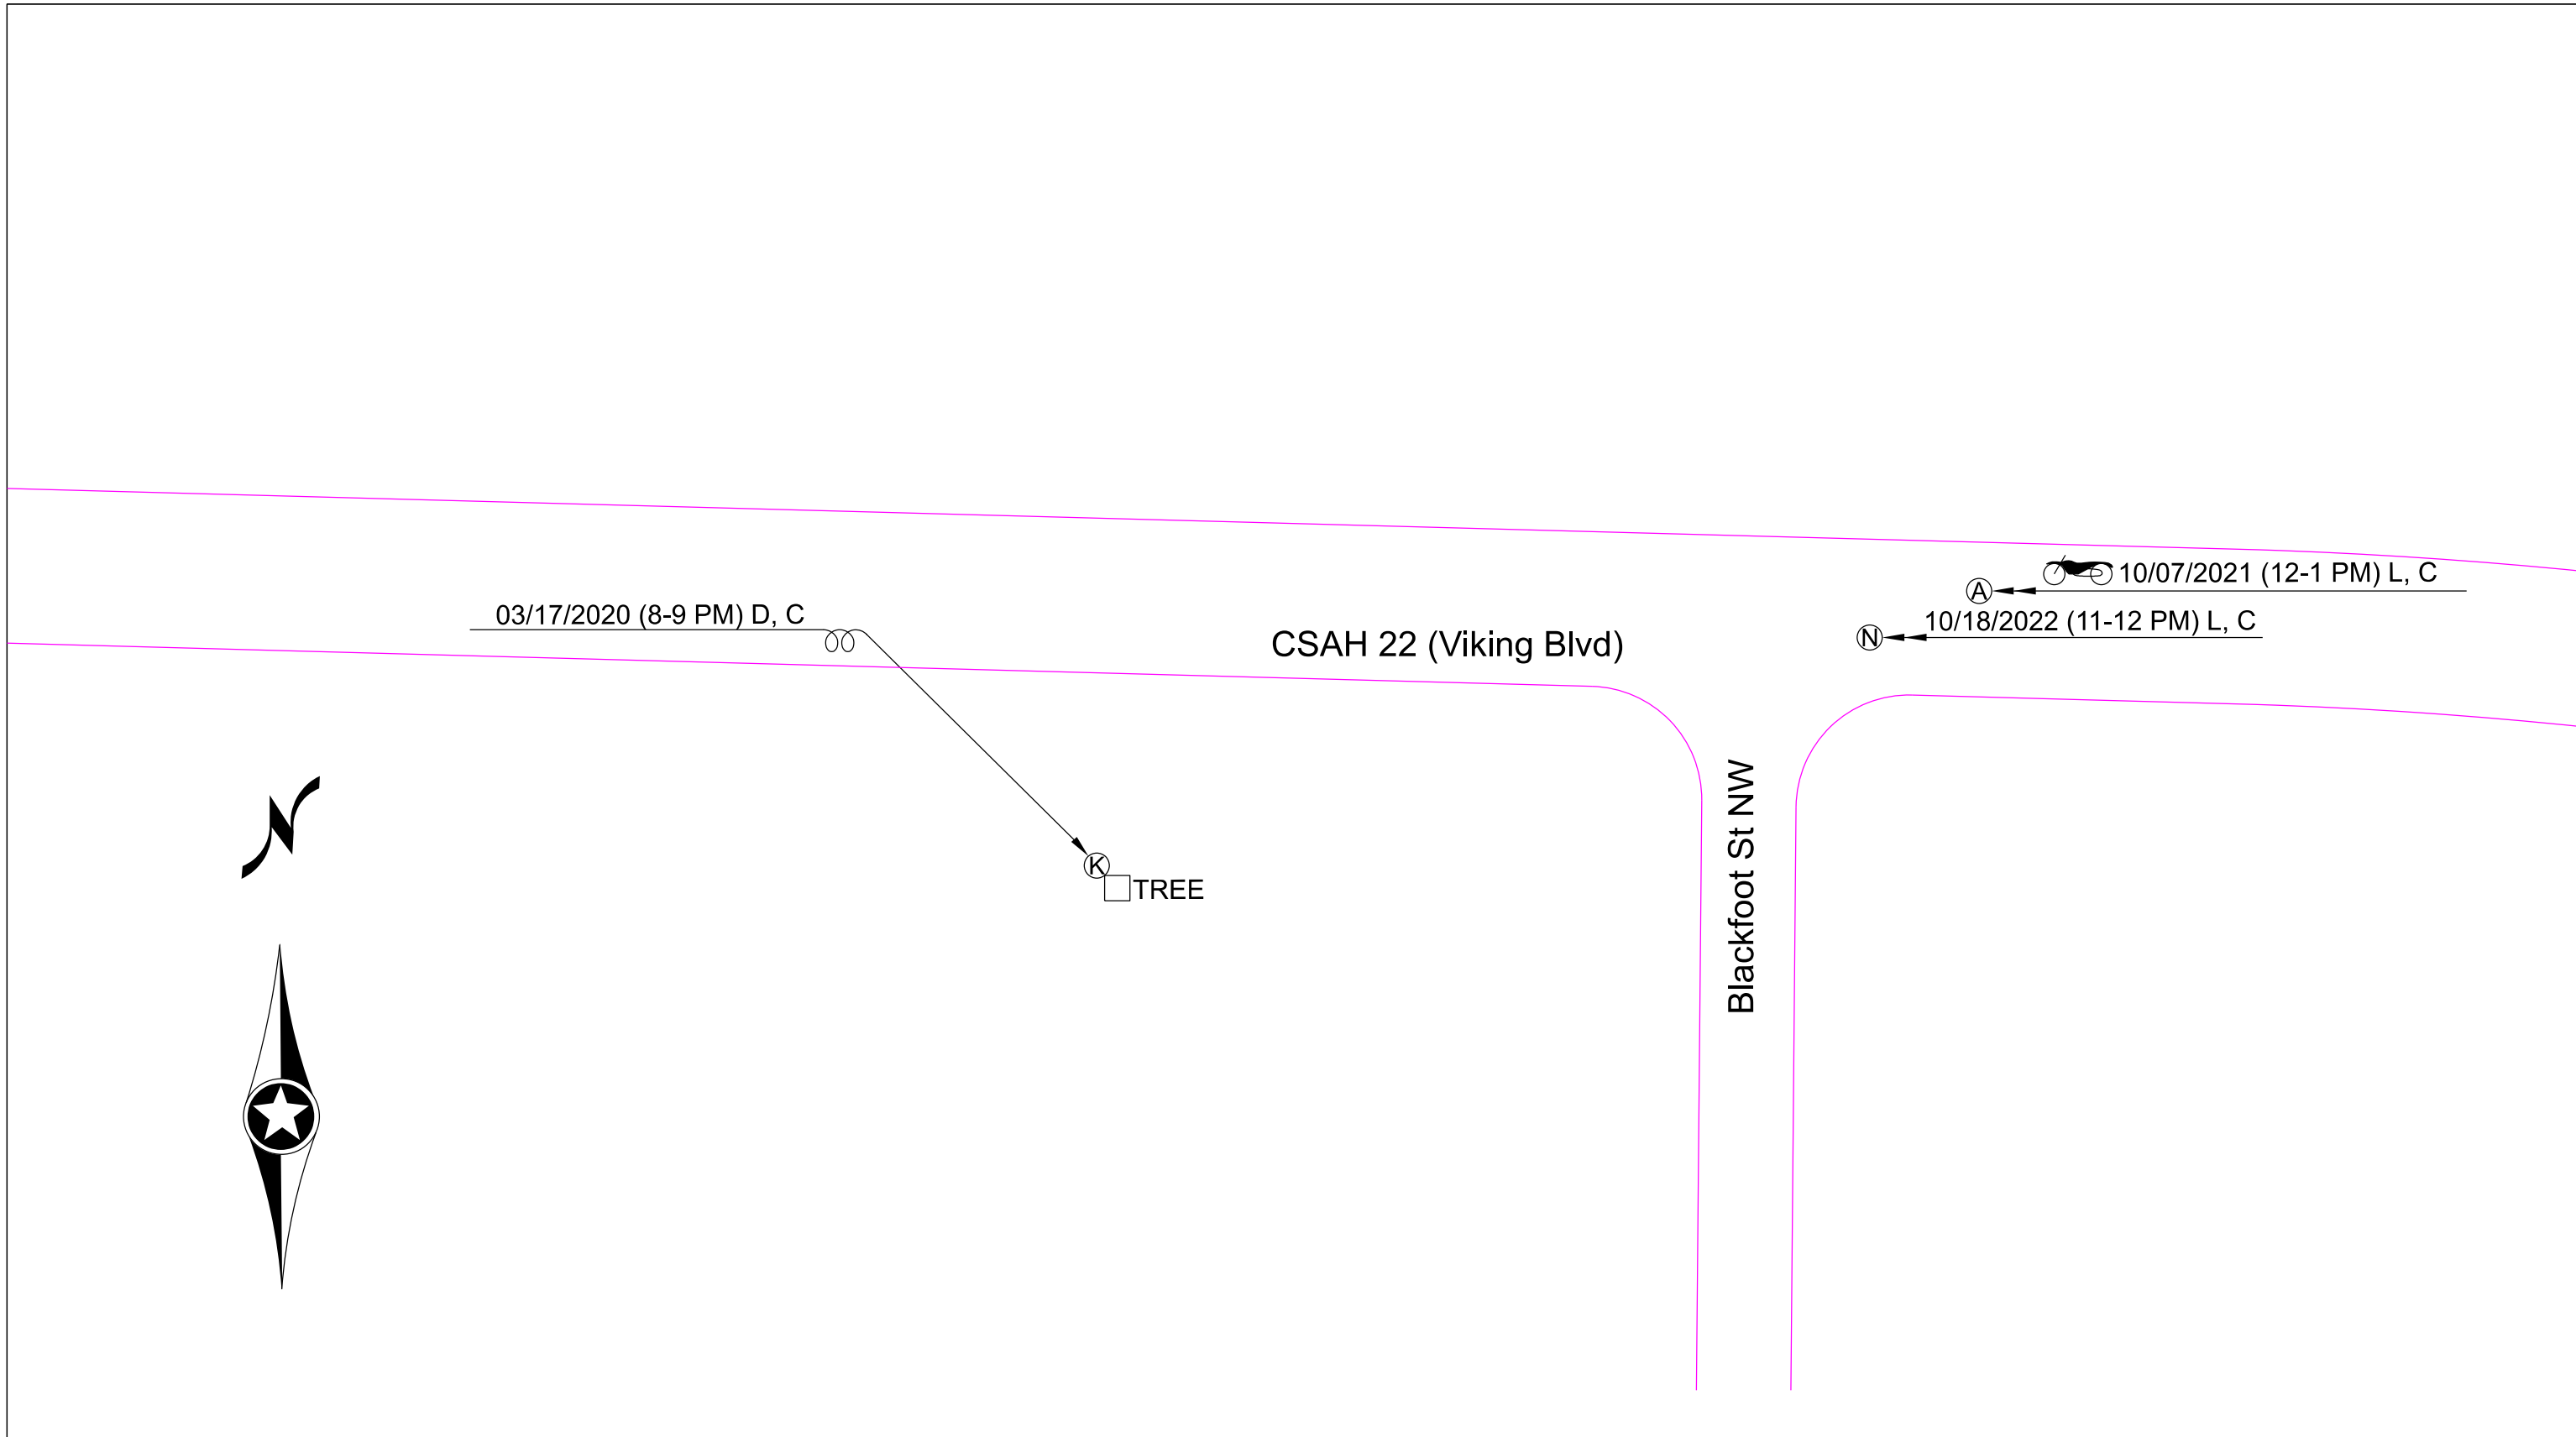 10/07/2021 (12-1 PM) L, C
A
03/17/2020 (8-9 PM) D, C
10/18/2022 (11-12 PM) L, C
CSAH 22 (Viking Blvd)
N
N
K
TREE
Blackfoot St NW